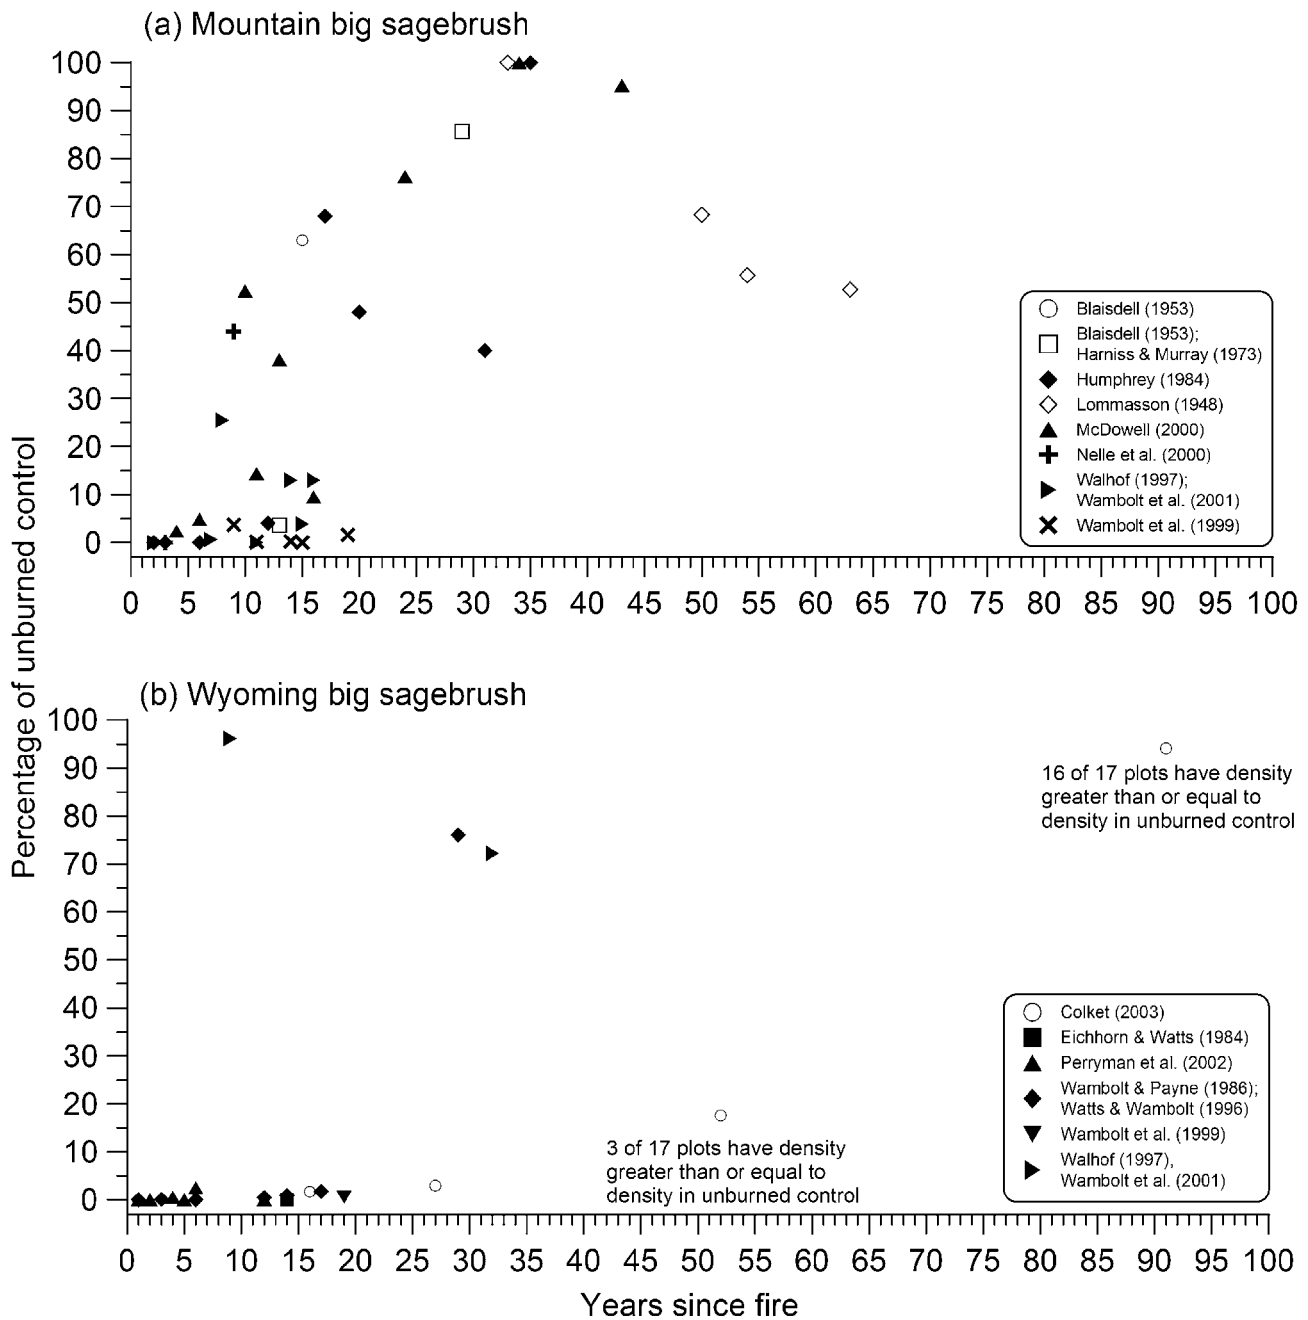 (a) Mountain big sagebrush
100
90
80
70
60
50
40
30
20
10
0
0 5 10 15 20 25 30 35 40 45 50 55 60 65 70 75 80 85 90 95 100
Blaisdell (1953)
Blaisdell (1953);
Harniss & Murray (1973)
Humphrey (1984)
Lommasson (1948)
McDowell (2000)
Nelle et al. (2000)
Walhof (1997);
Wambolt et al. (2001)
Wambolt et al. (1999)
Percentage of unburned control
(b) Wyoming big sagebrush
100
90
80
70
60
50
40
30
20
10
0
16 of 17 plots have density
greater than or equal to
density in unburned control
3 of 17 plots have density
greater than or equal to
density in unburned control
Colket (2003)
Eichhorn & Watts (1984)
Perryman et al. (2002)
Wambolt & Payne (1986);
Watts & Wambolt (1996)
Wambolt et al. (1999)
Walhof (1997),
Wambolt et al. (2001)
0 5 10 15 20 25 30 35 40 45 50 55 60 65 70 75 80 85 90 95 100
Years since fire